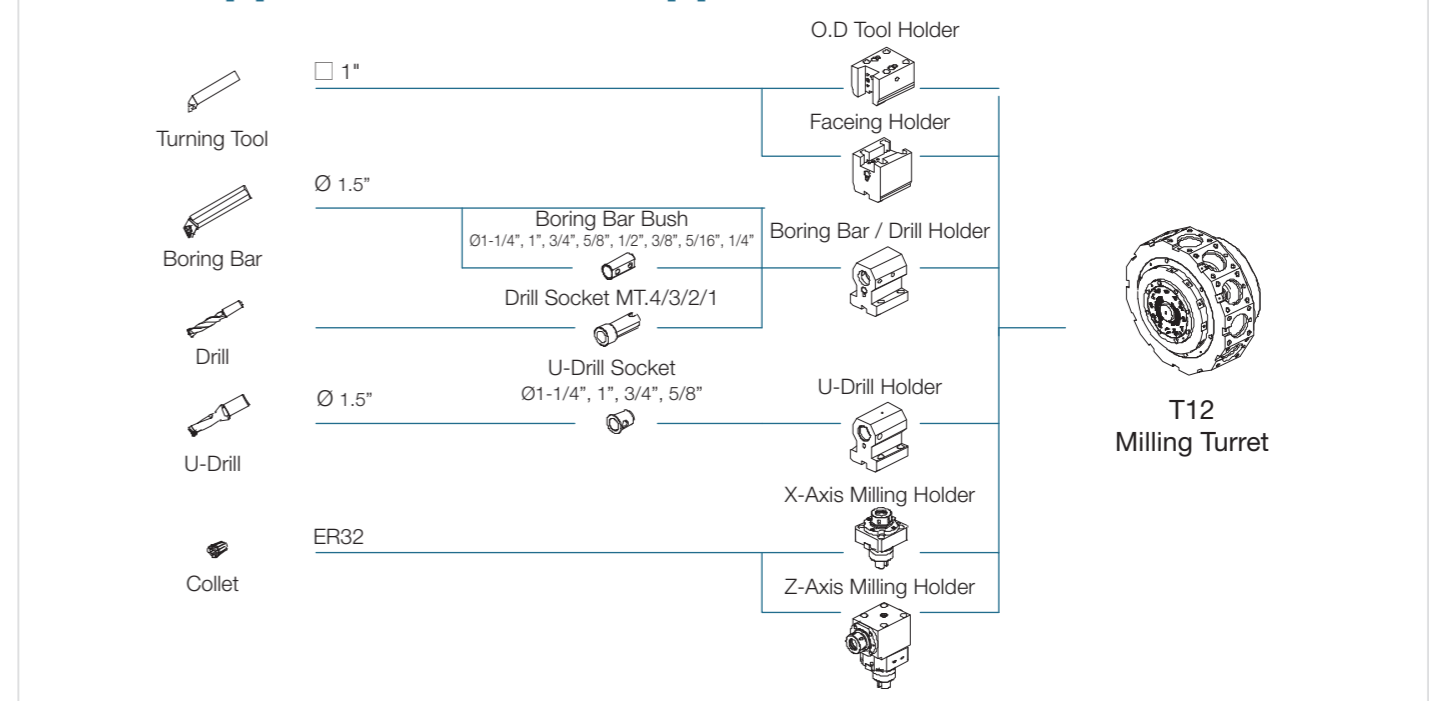 O.D Tool Holder
□ 1"
Turning Tool
Faceing Holder
Ø 1.5”
Boring Bar Bush
Ø1-1/4”, 1”, 3/4”, 5/8”, 1/2”, 3/8”, 5/16”, 1/4”
Boring Bar / Drill Holder
Boring Bar
Drill Socket MT.4/3/2/1
Drill
U-Drill Socket
Ø1-1/4”, 1”, 3/4”, 5/8”
U-Drill Holder
Ø 1.5”
U-Drill
T12
Milling Turret
X-Axis Milling Holder
ER32
Collet
Z-Axis Milling Holder